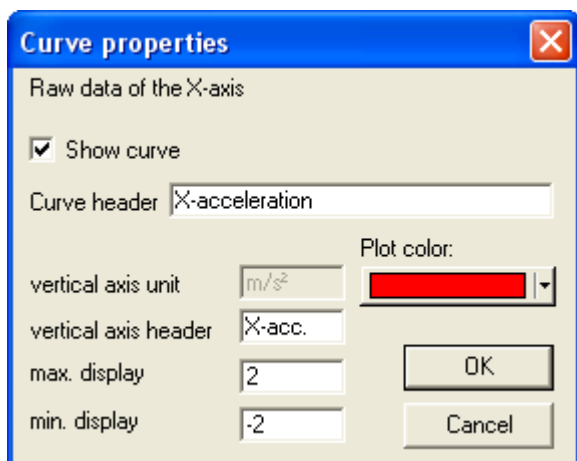 Curve properties
Raw data of the X-axis
Show curve
Curve header X-acceleration
Plot color:
vertical axis unit m/s²
vertical axis header X-acc.
max. display 2
OK
min. display -2
Cancel